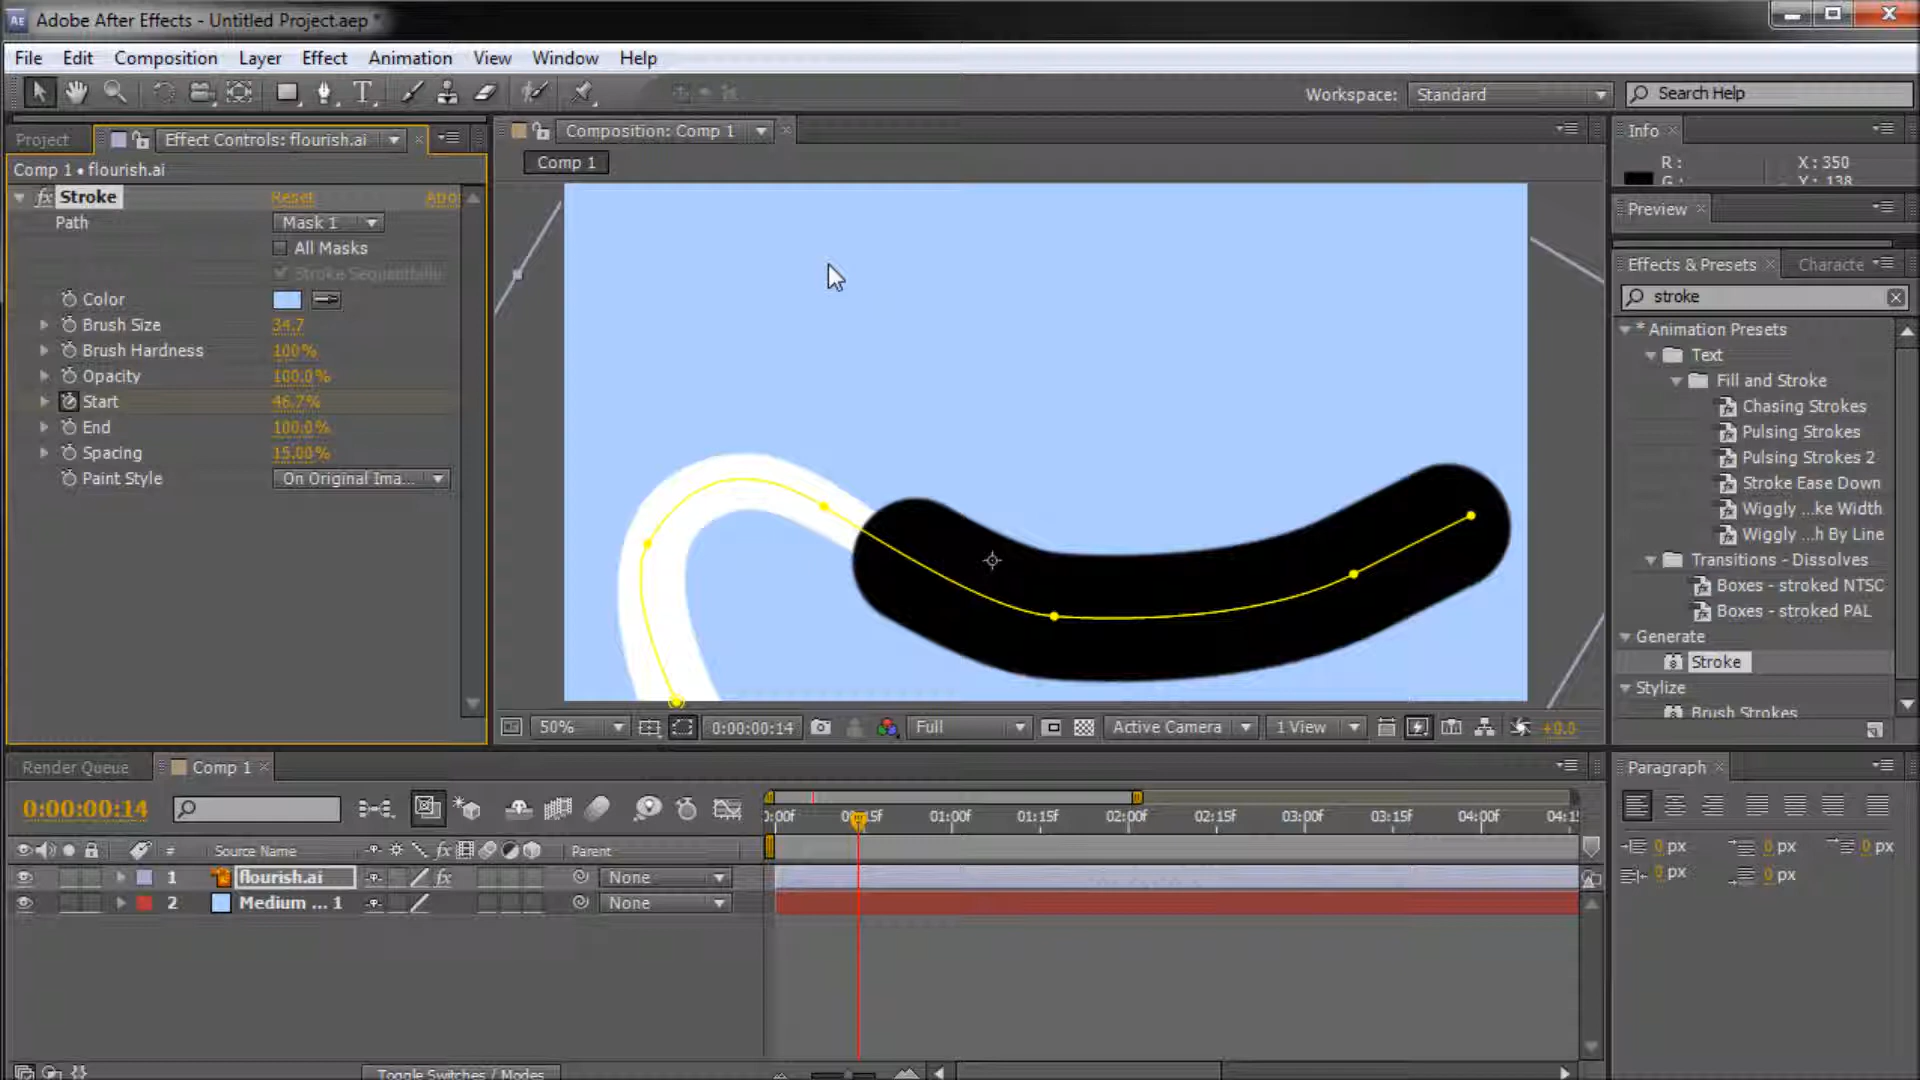 Adobe After Effects - Untitled Project.aep *
File Edit Composition Layer Effect Animation View Window Help
Workspace: Standard Search Help
Project Effect Controls: flourish.ai
Comp 1 • flourish.ai
Stroke Reset Abo
Path Mask 1
All Masks
Stroke Sequentially
Color
Brush Size 34.7
Brush Hardness 100%
Opacity 100.0%
Start 46.7%
End 100.0%
Spacing 15.00%
Paint Style On Original Ima...
Composition: Comp 1
Comp 1
50% 0:00:00:14 Full Active Camera 1 View +0.0
Info
R: X: 350
G: Y: 138
Preview
Effects & Presets Characte
stroke
* Animation Presets
Text
Fill and Stroke
Chasing Strokes
Pulsing Strokes
Pulsing Strokes 2
Stroke Ease Down
Wiggly ...ke Width
Wiggly ...h By Line
Transitions - Dissolves
Boxes - stroked NTSC
Boxes - stroked PAL
Generate
Stroke
Stylize
Brush Strokes
Render Queue Comp 1
0:00:00:14
# Source Name Parent
1 flourish.ai None
2 Medium ... 1 None
01:00f 01:15f 02:00f 02:15f 03:00f 03:15f 04:00f
Toggle Switches / Modes
Paragraph
0 px 0 px 0 px
0 px 0 px